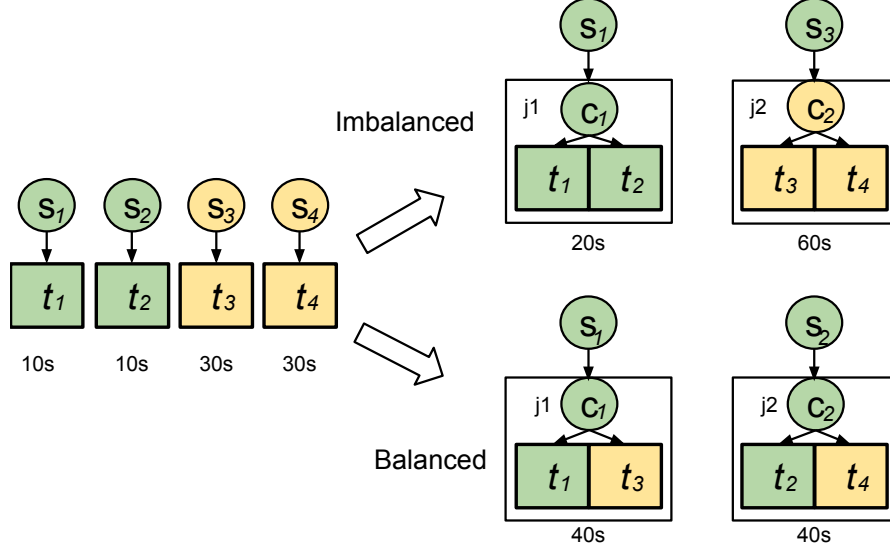 s1 s2 s3 s4
t1 t2 t3 t4
10s 10s 30s 30s
Imbalanced
s1 s3
j1 c1 j2 c2
t1 t2 t3 t4
20s 60s
Balanced
s1 s2
j1 c1 j2 c2
t1 t3 t2 t4
40s 40s